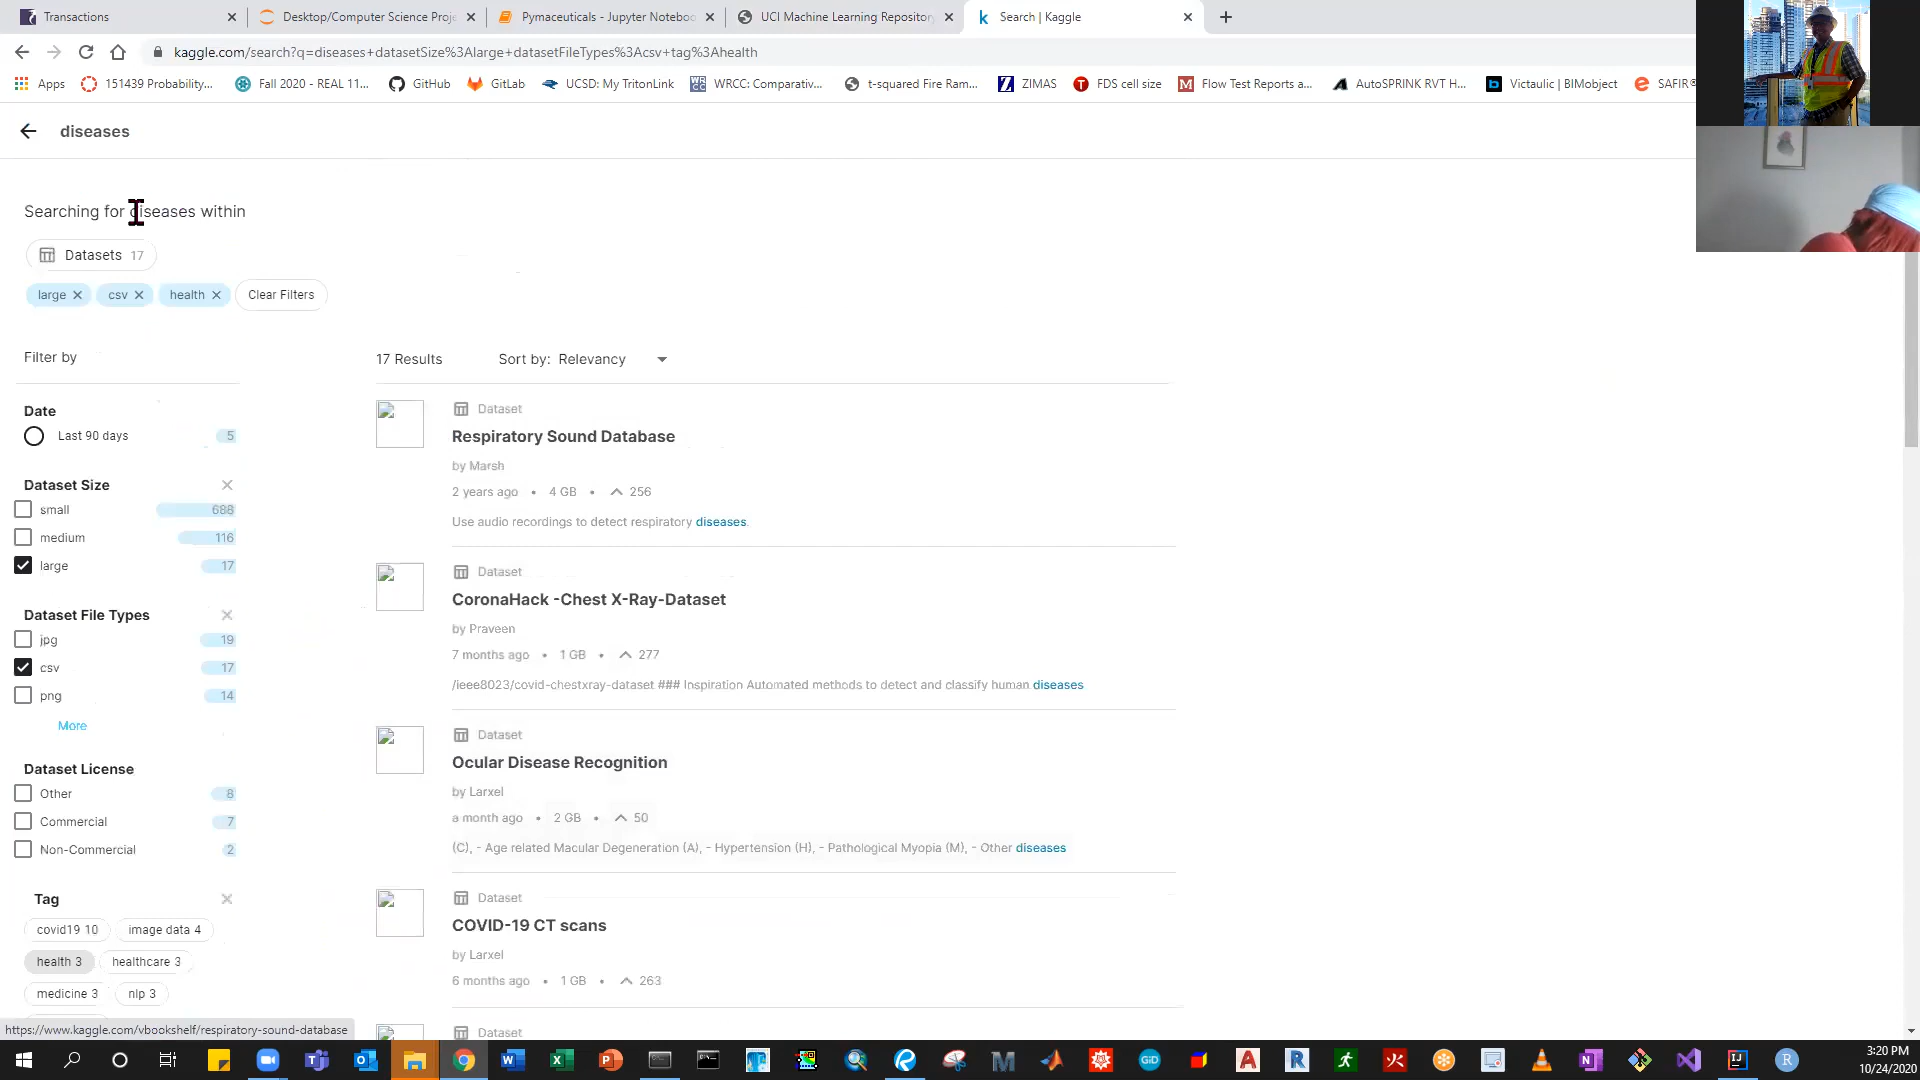 Transactions
Desktop/Computer Science Proje
Pymaceuticals - Jupyter Noteboo
UCI Machine Learning Repository
Search | Kaggle
kaggle.com/search?q=diseases+datasetSize%3Alarge+datasetFileTypes%3Acsv+tag%3Ahealth
Apps
151439 Probability...
Fall 2020 - REAL 11...
GitHub
GitLab
UCSD: My TritonLink
WRCC: Comparativ...
t-squared Fire Ram...
ZIMAS
FDS cell size
Flow Test Reports a...
AutoSPRINK RVT H...
Victaulic | BIMobject
SAFIR®
diseases
Searching for diseases within
Datasets 17
large
csv
health
Clear Filters
Filter by
17 Results
Sort by: Relevancy
Date
Last 90 days 5
Dataset Size
small 688
medium 116
large 17
Dataset File Types
jpg 19
csv 17
png 14
More
Dataset License
Other 8
Commercial 7
Non-Commercial 2
Tag
covid19 10
image data 4
health 3
healthcare 3
medicine 3
nlp 3
Dataset
Respiratory Sound Database
by Marsh
2 years ago • 4 GB • 256
Use audio recordings to detect respiratory diseases.
Dataset
CoronaHack -Chest X-Ray-Dataset
by Praveen
7 months ago • 1 GB • 277
/ieee8023/covid-chestxray-dataset ### Inspiration Automated methods to detect and classify human diseases
Dataset
Ocular Disease Recognition
by Larxel
a month ago • 2 GB • 50
(C), - Age related Macular Degeneration (A), - Hypertension (H), - Pathological Myopia (M), - Other diseases
Dataset
COVID-19 CT scans
by Larxel
6 months ago • 1 GB • 263
Dataset
https://www.kaggle.com/vbookshelf/respiratory-sound-database
3:20 PM
10/24/2020